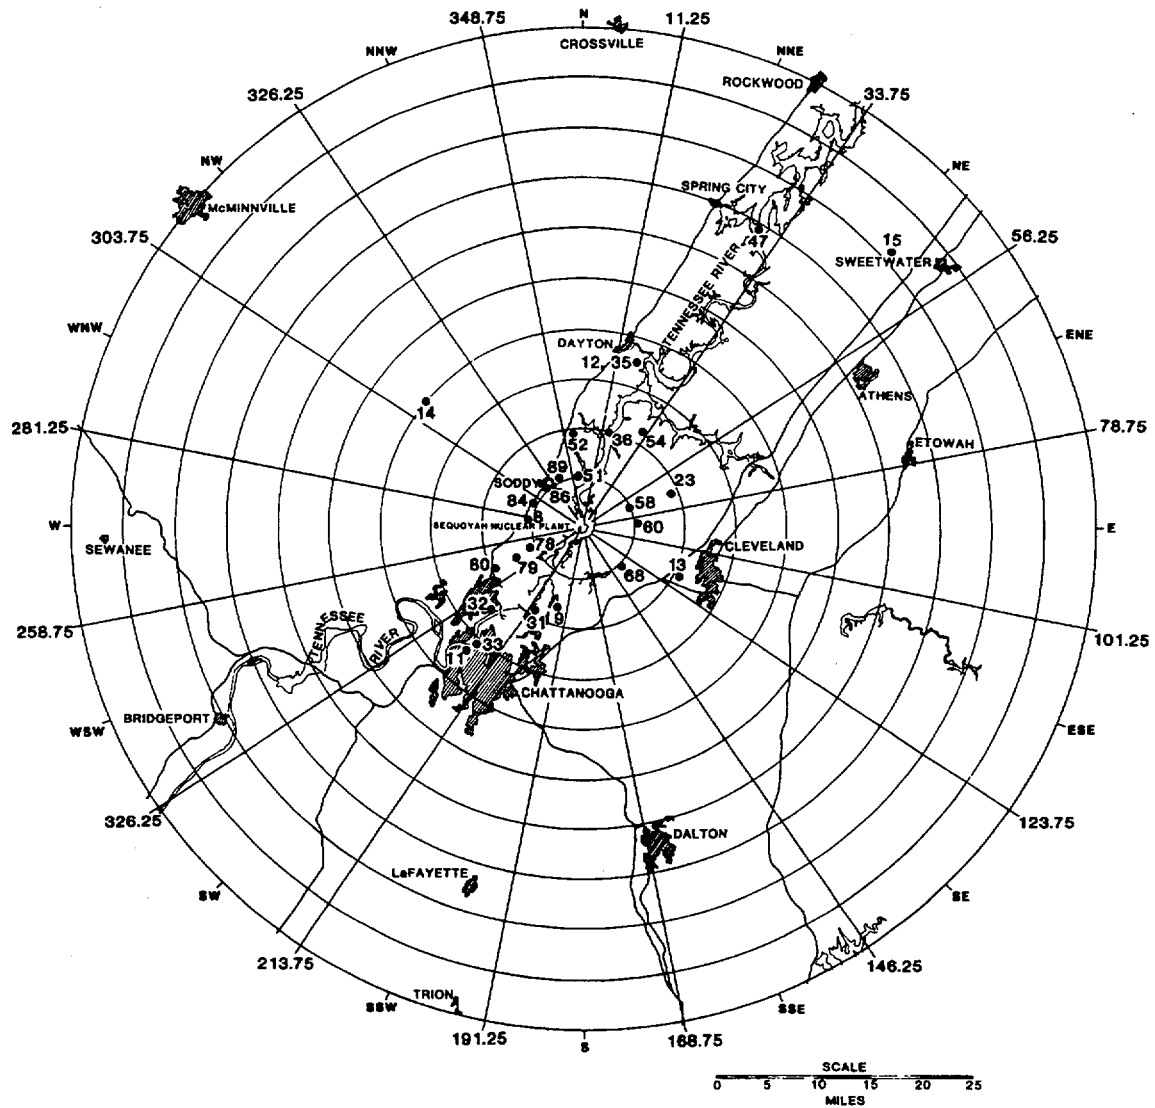 348.75
N
11.25
CROSSVILLE
NNW
NNE
ROCKWOOD
326.25
33.75
NW
NE
SPRING CITY
McMINNVILLE
47
15
303.75
56.25
SWEETWATER
TENNESSEE RIVER
WNW
ENE
DAYTON
12, 35
ATHENS
14
281.25
78.75
52
36
54
ETOWAH
89
51
SODDY
86
23
84
58
8
W
SEQUOYAH NUCLEAR PLANT
60
E
SEWANEE
78
CLEVELAND
79
80
68
13
32
TENNESSEE
31
9
258.75
RIVER
101.25
33
11
CHATTANOOGA
BRIDGEPORT
WSW
ESE
326.25
123.75
DALTON
LaFAYETTE
SW
SE
213.75
146.25
TRION
SSW
SSE
191.25
S
168.75
SCALE
0 5 10 15 20 25
MILES